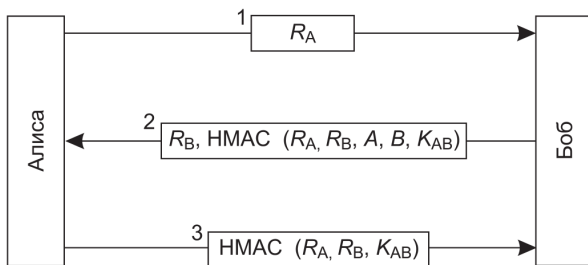 1
R_A
Алиса
Боб
2
R_B, HMAC (R_A, R_B, A, B, K_AB)
3
HMAC (R_A, R_B, K_AB)